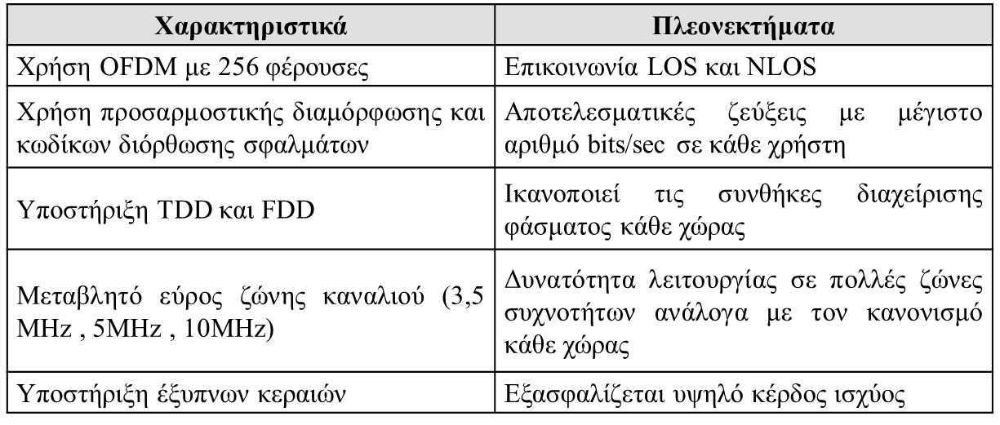 Χαρακτηριστικά
Πλεονεκτήματα
Χρήση OFDM με 256 φέρουσες
Επικοινωνία LOS και NLOS
Χρήση προσαρμοστικής διαμόρφωσης και
κωδίκων διόρθωσης σφαλμάτων
Αποτελεσματικές ζεύξεις με μέγιστο
αριθμό bits/sec σε κάθε χρήστη
Υποστήριξη TDD και FDD
Ικανοποιεί τις συνθήκες διαχείρισης
φάσματος κάθε χώρας
Μεταβλητό εύρος ζώνης καναλιού (3,5
MHz , 5MHz , 10MHz)
Δυνατότητα λειτουργίας σε πολλές ζώνες
συχνοτήτων ανάλογα με τον κανονισμό
κάθε χώρας
Υποστήριξη έξυπνων κεραιών
Εξασφαλίζεται υψηλό κέρδος ισχύος